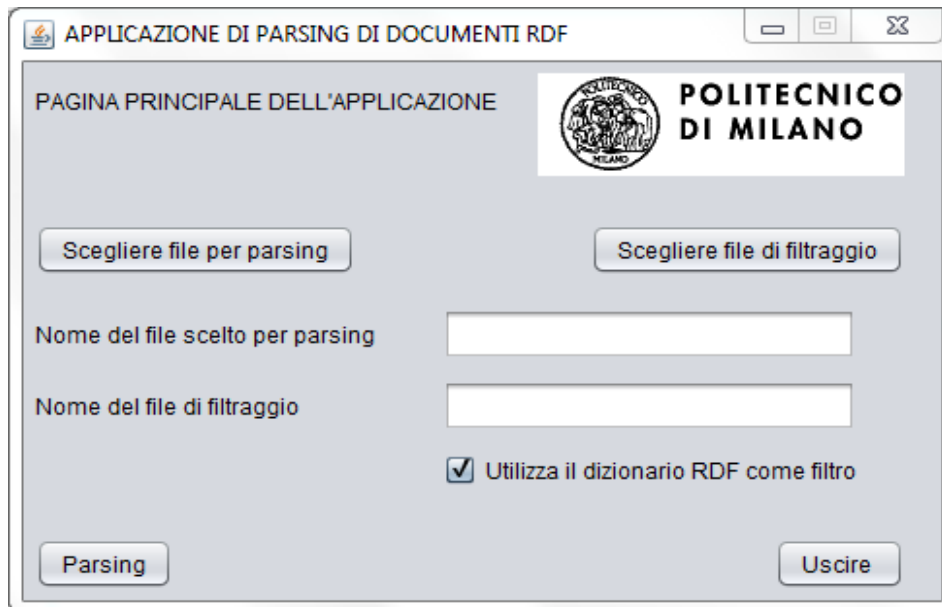 APPLICAZIONE DI PARSING DI DOCUMENTI RDF
PAGINA PRINCIPALE DELL'APPLICAZIONE
POLITECNICO
MILANO
POLITECNICO
DI MILANO
Scegliere file per parsing
Scegliere file di filtraggio
Nome del file scelto per parsing
Nome del file di filtraggio
Utilizza il dizionario RDF come filtro
Parsing
Uscire